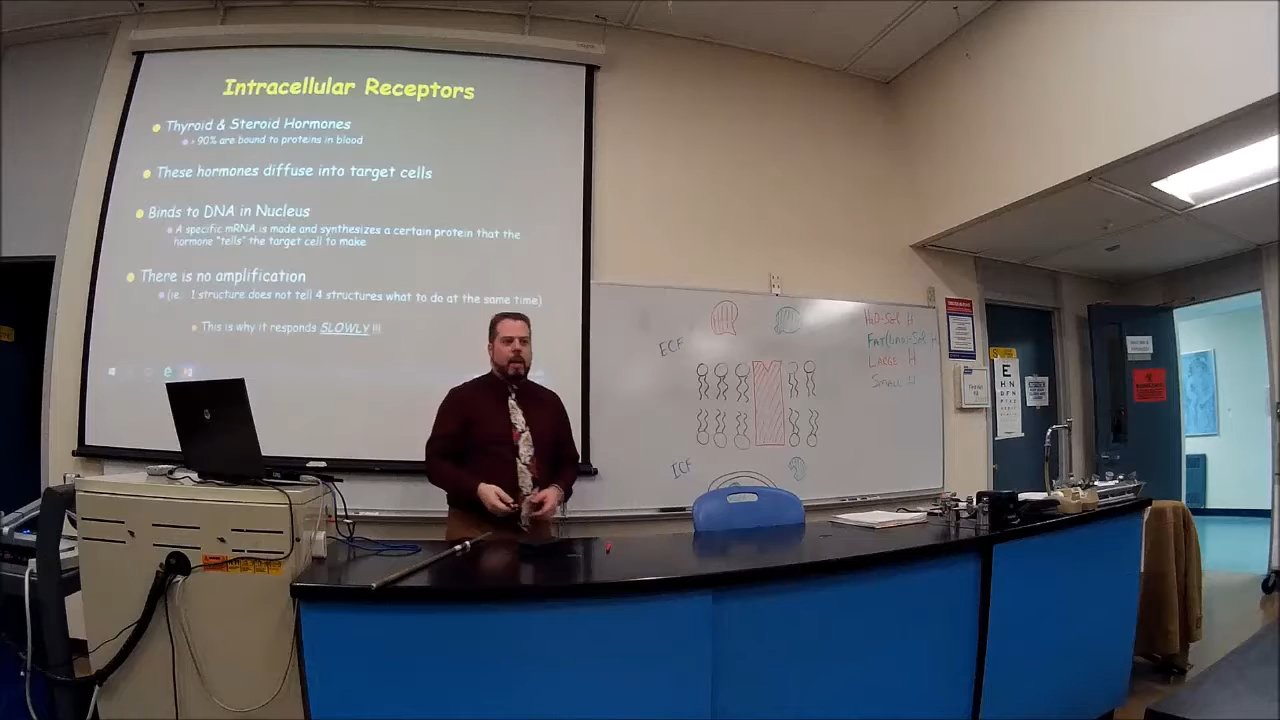 Intracellular Receptors
Thyroid & Steroid Hormones
> 90% are bound to proteins in blood
These hormones diffuse into target cells
Binds to DNA in Nucleus
A specific mRNA is made and synthesizes a certain protein that the
hormone "tells" the target cell to make
There is no amplification
(ie. 1 structure does not tell 4 structures what to do at the same time)
This is why it responds SLOWLY !!!
ECF
ICF
H2O-Sol H
Fat(Lipid)-Sol H
Large H
Small H
E
H N
D F N